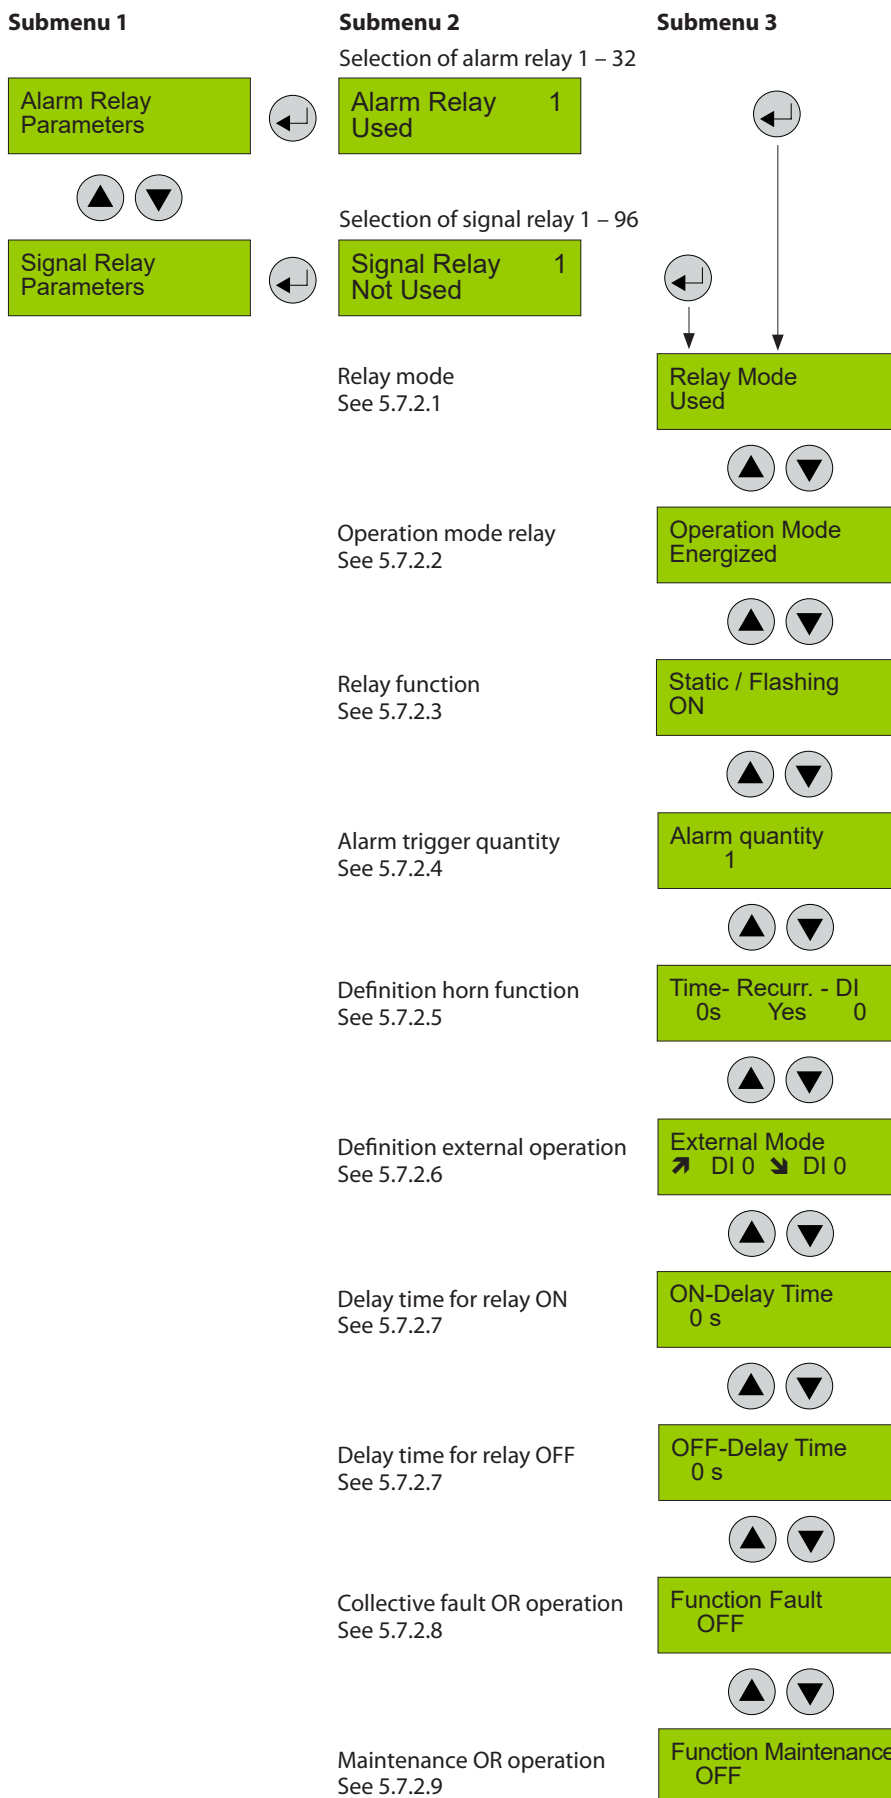 Submenu 1
Submenu 2
Submenu 3
Selection of alarm relay 1 – 32
Alarm Relay
Parameters
Alarm Relay 1
Used
Selection of signal relay 1 – 96
Signal Relay
Parameters
Signal Relay 1
Not Used
Relay mode
See 5.7.2.1
Relay Mode
Used
Operation mode relay
See 5.7.2.2
Operation Mode
Energized
Relay function
See 5.7.2.3
Static / Flashing
ON
Alarm trigger quantity
See 5.7.2.4
Alarm quantity
1
Definition horn function
See 5.7.2.5
Time- Recurr. - DI
0s Yes 0
Definition external operation
See 5.7.2.6
External Mode
🡽 DI 0 🡾 DI 0
Delay time for relay ON
See 5.7.2.7
ON-Delay Time
0 s
Delay time for relay OFF
See 5.7.2.7
OFF-Delay Time
0 s
Collective fault OR operation
See 5.7.2.8
Function Fault
OFF
Maintenance OR operation
See 5.7.2.9
Function Maintenance
OFF